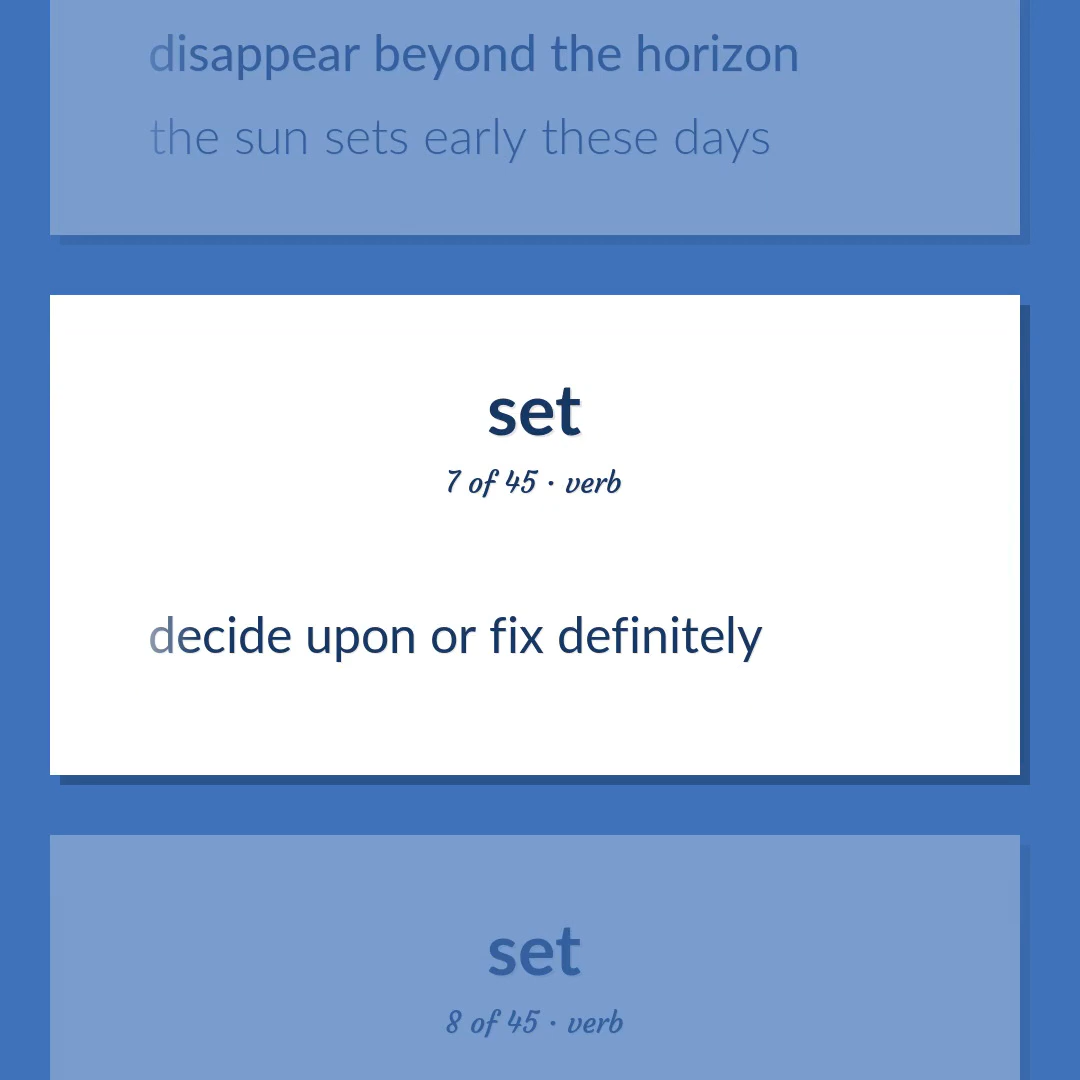 disappear beyond the horizon
the sun sets early these days
set
7 of 45 · verb
decide upon or fix definitely
set
8 of 45 · verb